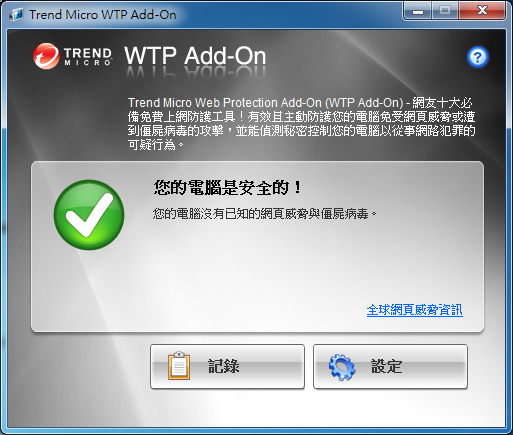 Trend Micro WTP Add-On
TREND MICRO WTP Add-On
Trend Micro Web Protection Add-On (WTP Add-On) - 網友十大必
備免費上網防護工具！有效且主動防護您的電腦免受網頁威脅或遭
到僵屍病毒的攻擊，並能偵測秘密控制您的電腦以從事網路犯罪的
可疑行為。
您的電腦是安全的！
您的電腦沒有已知的網頁威脅與僵屍病毒。
全球網頁威脅資訊
記錄 設定